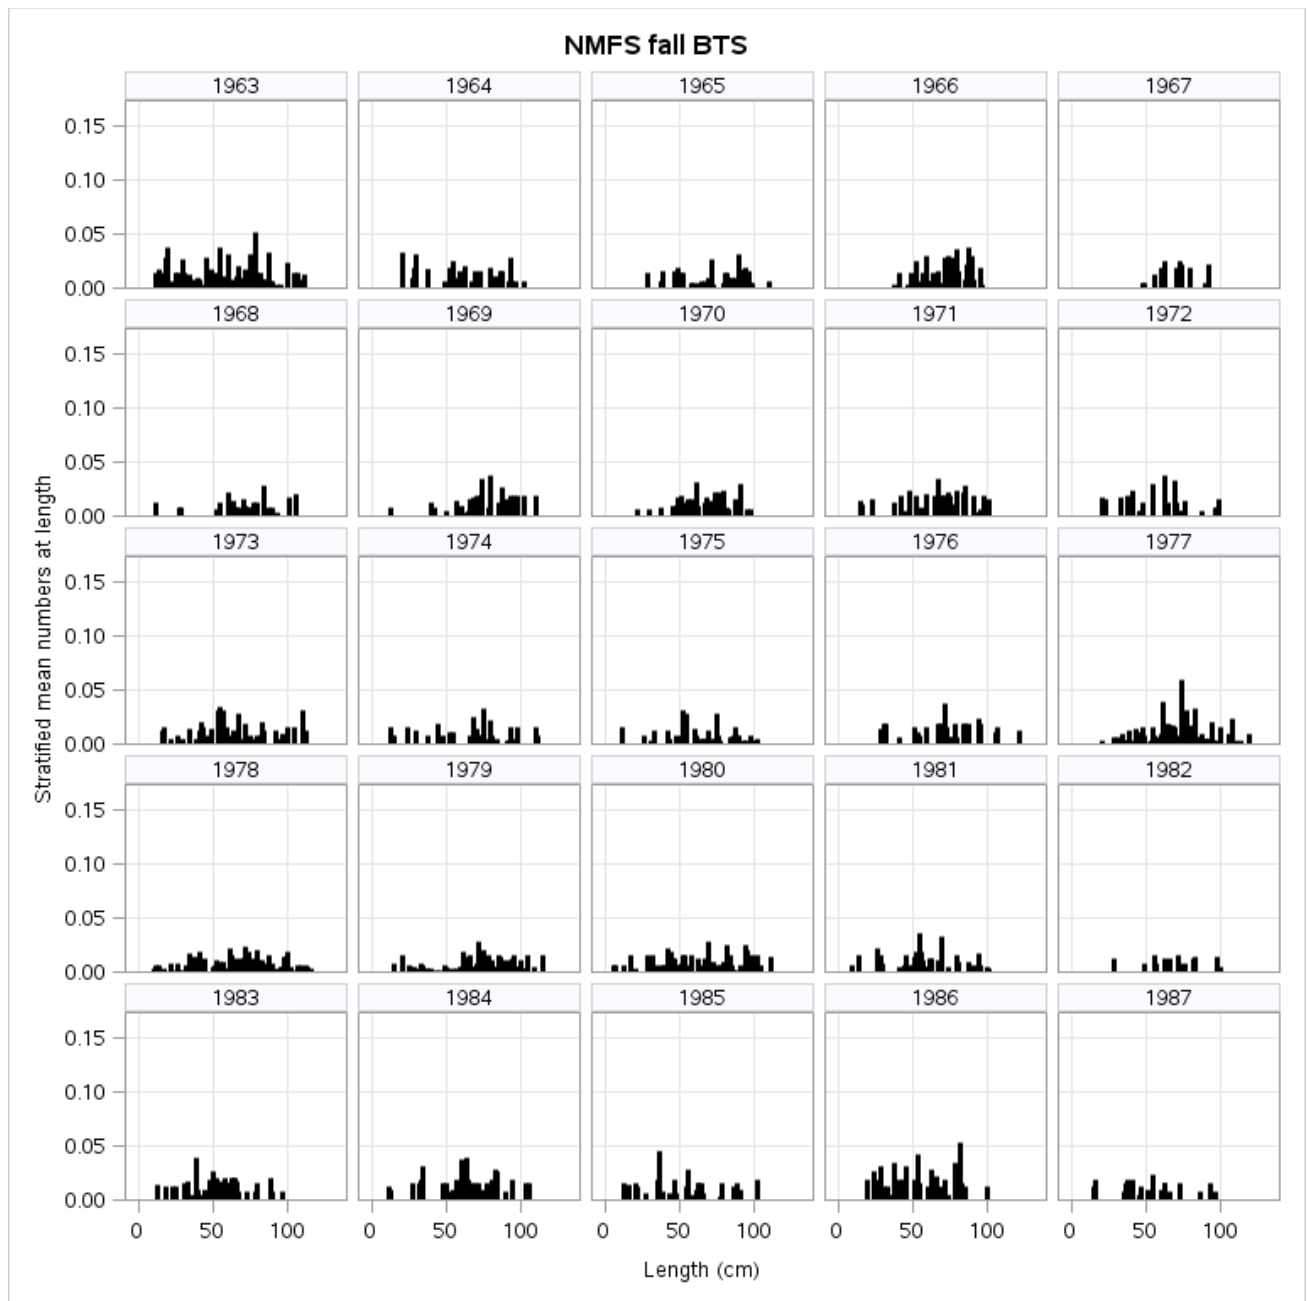 NMFS fall BTS
1963 1964 1965 1966 1967
0.15
0.10
0.05
0.00
1968 1969 1970 1971 1972
0.15
0.10
0.05
0.00
1973 1974 1975 1976 1977
0.15
0.10
0.05
0.00
1978 1979 1980 1981 1982
0.15
0.10
0.05
0.00
1983 1984 1985 1986 1987
0.15
0.10
0.05
0.00
0 50 100 0 50 100 0 50 100 0 50 100 0 50 100
Stratified mean numbers at length
Length (cm)